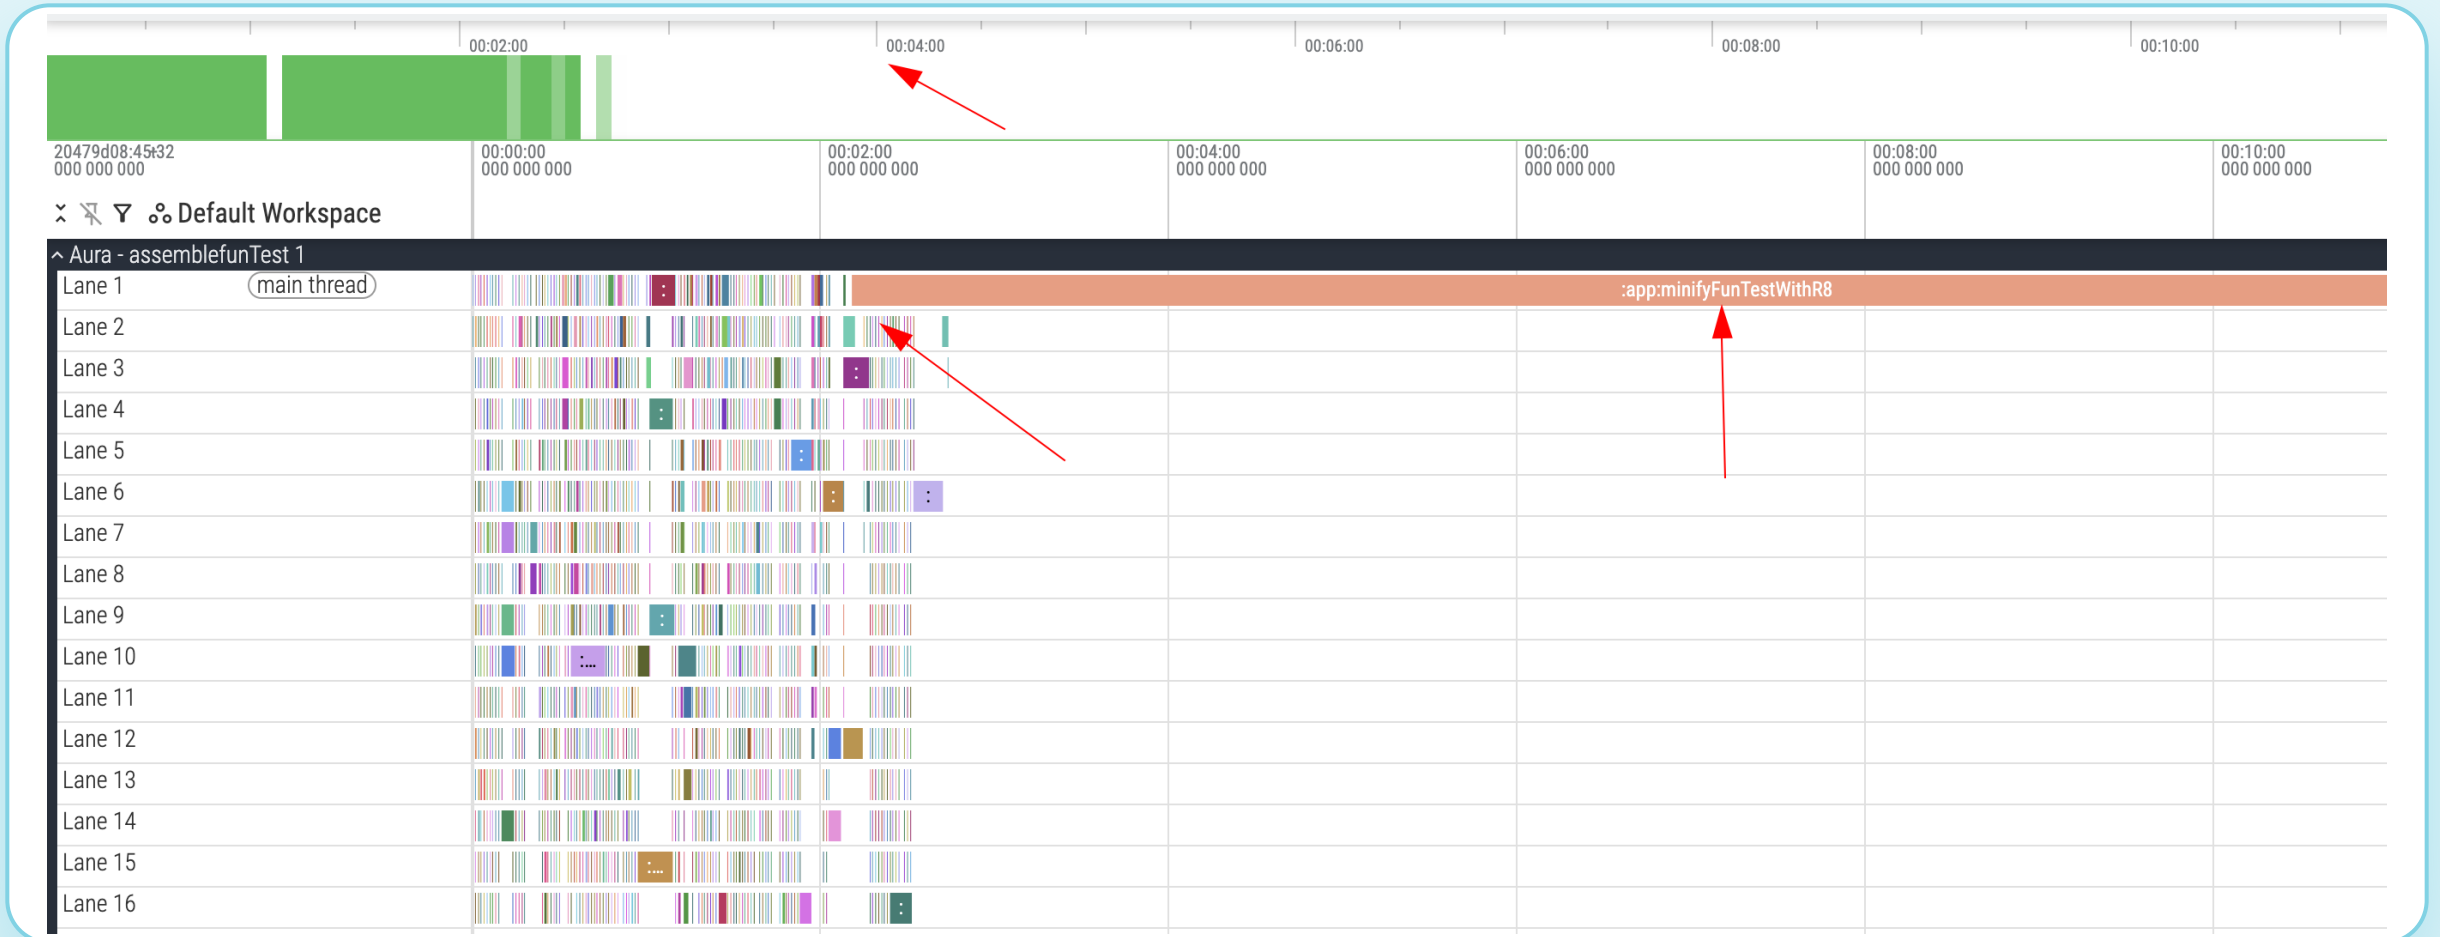 00:02:00 00:04:00 00:06:00 00:08:00 00:10:00
20479d08:45:32 00:00:00 00:02:00 00:04:00 00:06:00 00:08:00 00:10:00
000 000 000 000 000 000 000 000 000 000 000 000 000 000 000 000 000 000 000 000 000
Default Workspace
Aura - assemblefunTest 1
Lane 1 main thread : :app:minifyFunTestWithR8
Lane 2
Lane 3 :
Lane 4 :
Lane 5 :
Lane 6 : :
Lane 7
Lane 8
Lane 9 :
Lane 10 :...
Lane 11
Lane 12
Lane 13
Lane 14
Lane 15 :...
Lane 16 :